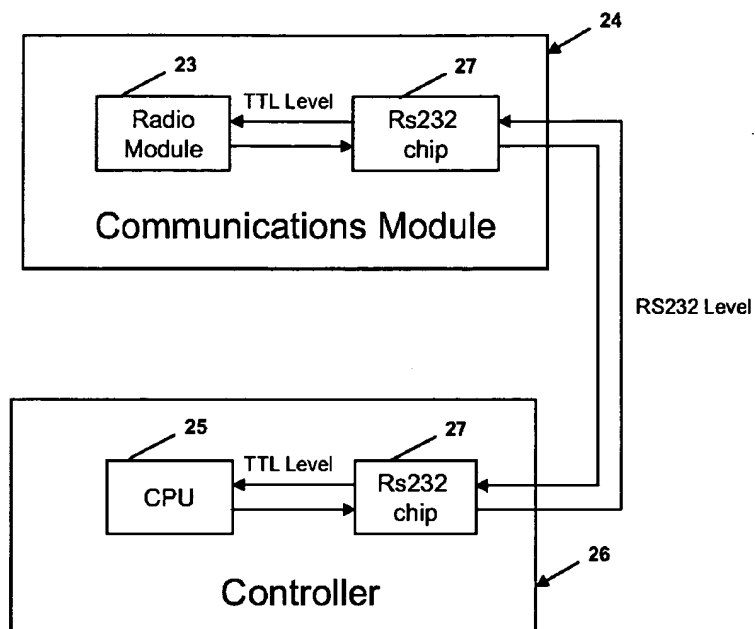 24
23
27
TTL Level
Radio
Module
Rs232
chip
Communications Module
RS232 Level
25
27
TTL Level
CPU
Rs232
chip
26
Controller